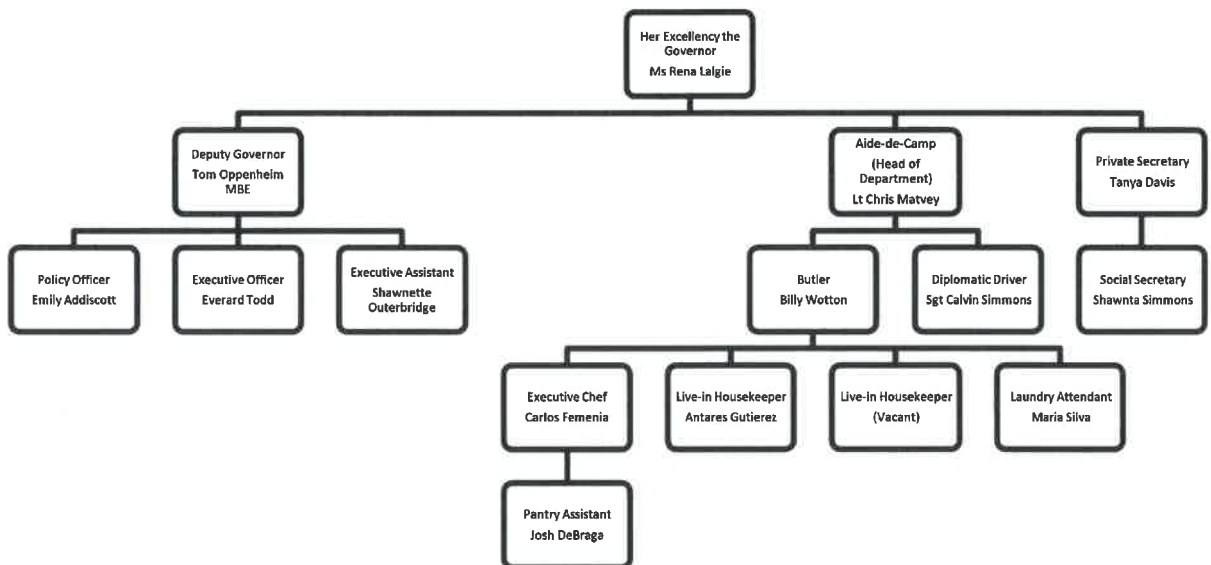 Her Excellency the
Governor
Ms Rena Lalgie
Deputy Governor
Tom Oppenheim
MBE
Aide-de-Camp
(Head of
Department)
Lt Chris Matvey
Private Secretary
Tanya Davis
Policy Officer
Emily Addiscott
Executive Officer
Everard Todd
Executive Assistant
Shawnette
Outerbridge
Butler
Billy Wotton
Diplomatic Driver
Sgt Calvin Simmons
Social Secretary
Shawnta Simmons
Executive Chef
Carlos Femenia
Live-in Housekeeper
Antares Gutierez
Live-in Housekeeper
(Vacant)
Laundry Attendant
Maria Silva
Pantry Assistant
Josh DeBraga